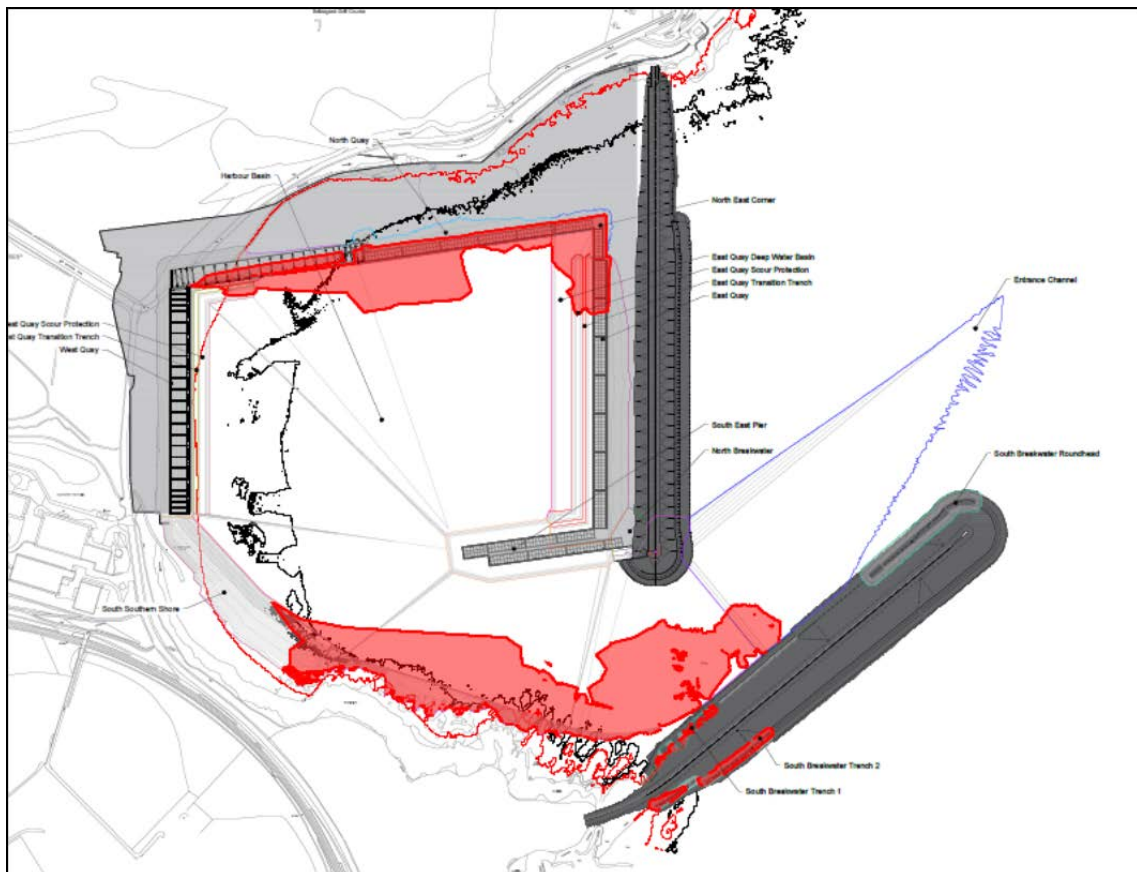 North Quay
Harbour Basin
North East Corner
East Quay Deep Water Basin
East Quay Scour Protection
East Quay Transition Trench
East Quay
Entrance Channel
est Quay Scour Protection
st Quay Transition Trench
West Quay
South East Pier
North Breakwater
South Breakwater Roundhead
South Southern Shore
South Breakwater Trench 2
South Breakwater Trench 1